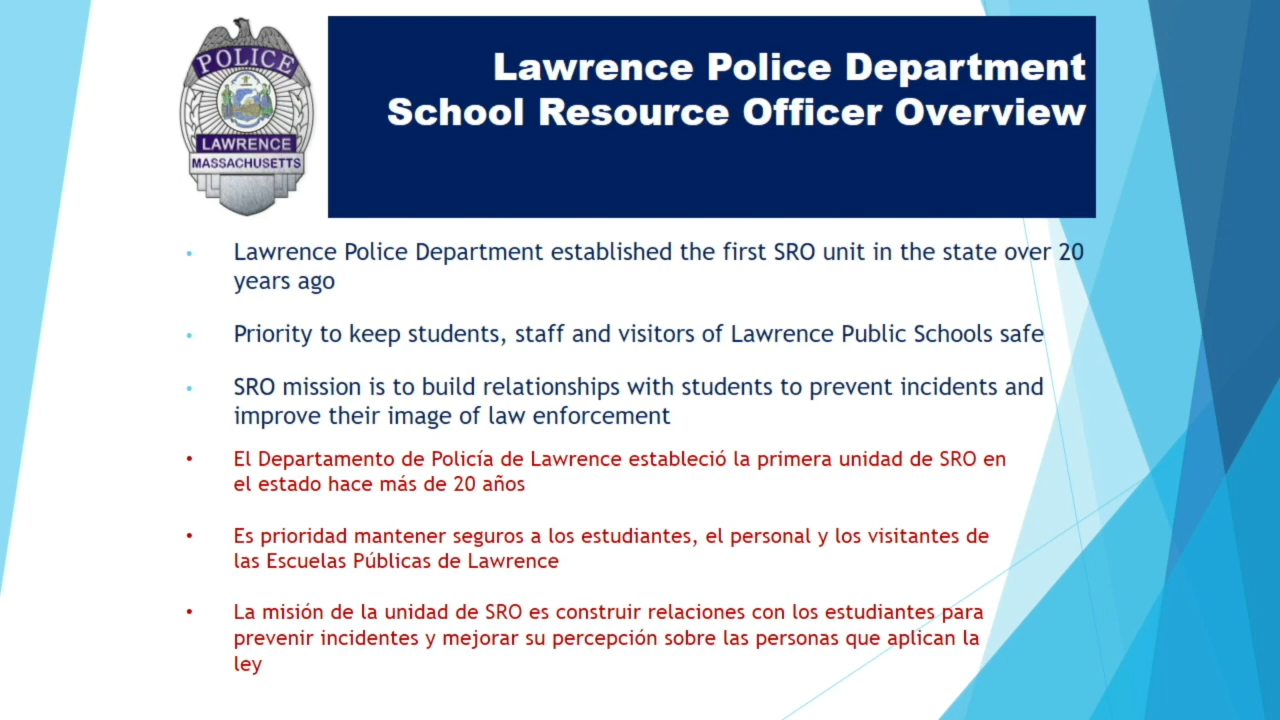 POLICE
LAWRENCE
MASSACHUSETTS
Lawrence Police Department
School Resource Officer Overview
• Lawrence Police Department established the first SRO unit in the state over 20
years ago
• Priority to keep students, staff and visitors of Lawrence Public Schools safe
• SRO mission is to build relationships with students to prevent incidents and
improve their image of law enforcement
• El Departamento de Policía de Lawrence estableció la primera unidad de SRO en
el estado hace más de 20 años
• Es prioridad mantener seguros a los estudiantes, el personal y los visitantes de
las Escuelas Públicas de Lawrence
• La misión de la unidad de SRO es construir relaciones con los estudiantes para
prevenir incidentes y mejorar su percepción sobre las personas que aplican la
ley